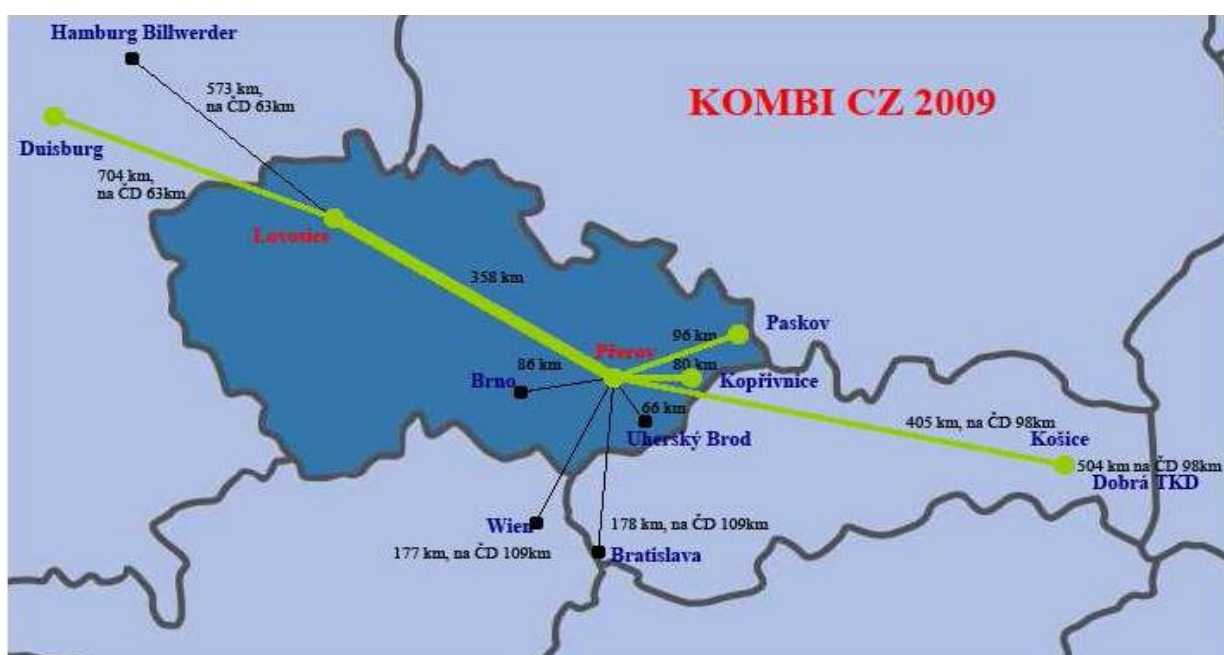 Hamburg Billwerder
573 km,
na ČD 63km
KOMBI CZ 2009
Duisburg
704 km,
na ČD 63km
Lovosice
358 km
Paskov
96 km
Přerov
86 km
80 km
Brno
Kopřivnice
66 km
405 km, na ČD 98km
Uherský Brod
Košice
504 km na ČD 98km
Dobrá TKD
Wien
178 km, na ČD 109km
177 km, na ČD 109km
Bratislava